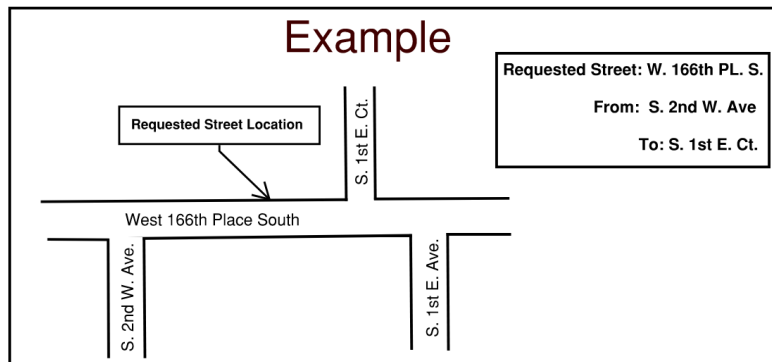 Example
Requested Street: W. 166th PL. S.
From: S. 2nd W. Ave
To: S. 1st E. Ct.
Requested Street Location
S. 1st E. Ct.
West 166th Place South
S. 2nd W. Ave.
S. 1st E. Ave.